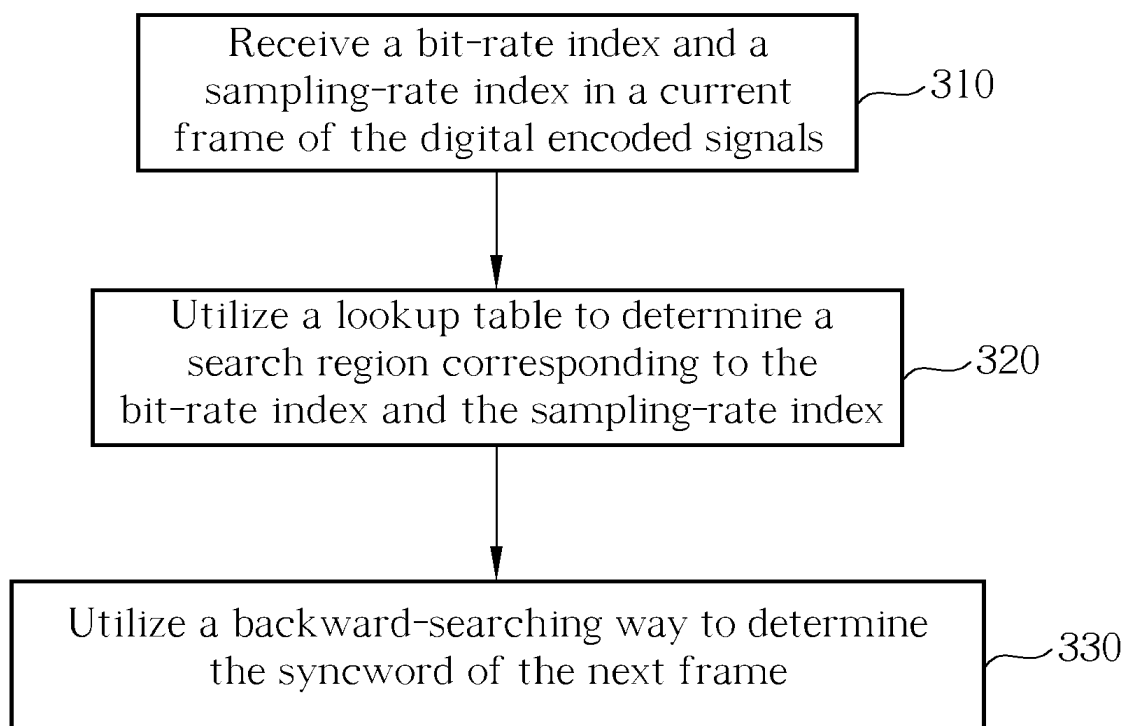 Receive a bit-rate index and a
sampling-rate index in a current
frame of the digital encoded signals
310
Utilize a lookup table to determine a
search region corresponding to the
bit-rate index and the sampling-rate index
320
Utilize a backward-searching way to determine
the syncword of the next frame
330